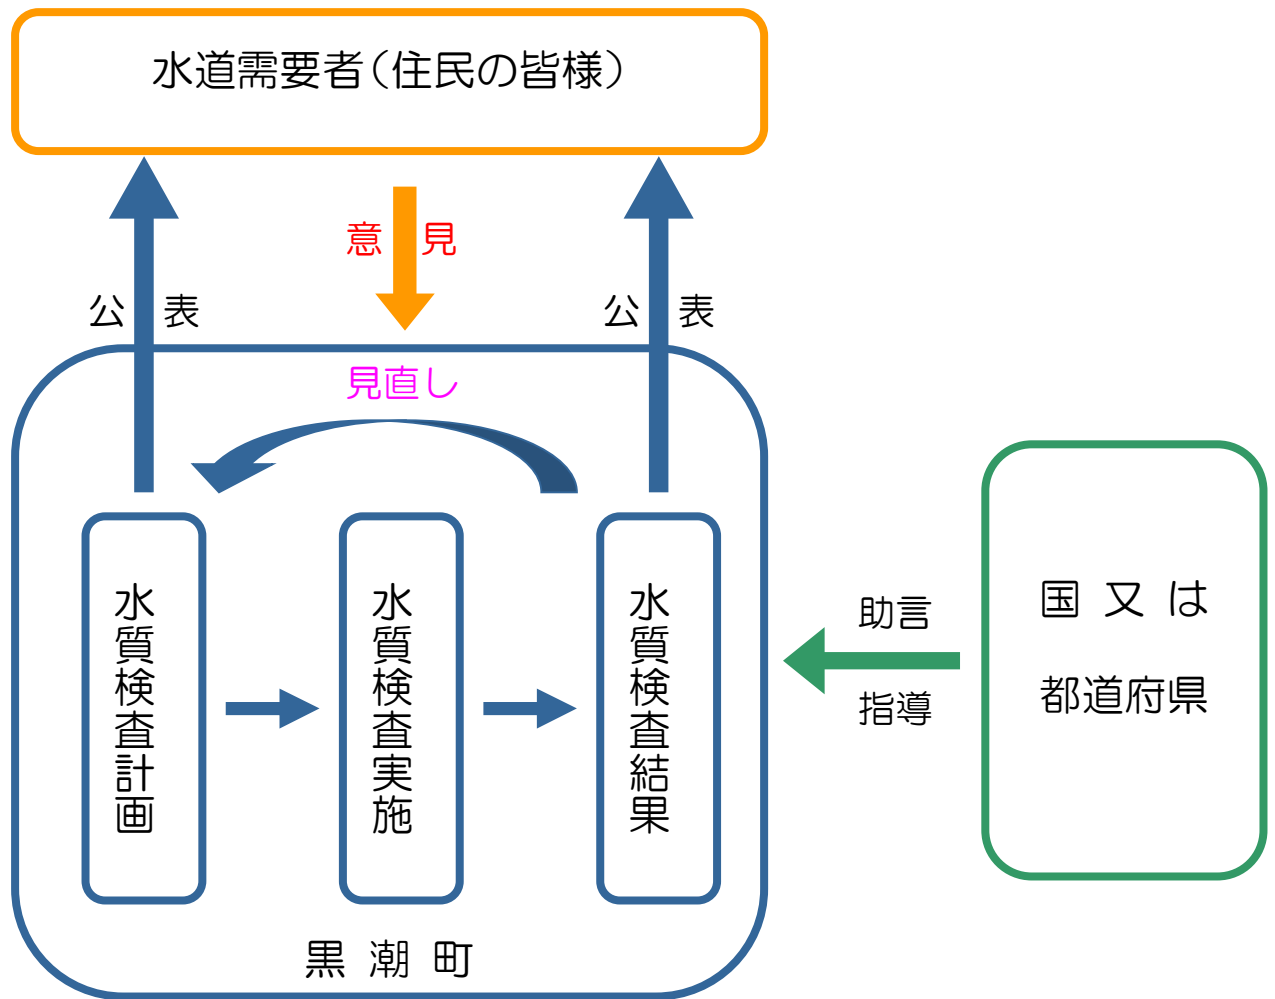 水道需要者（住民の皆様）
意見
公表
公表
見直し
水質検査計画
水質検査実施
水質検査結果
助言
指導
国又は
都道府県
黒潮町